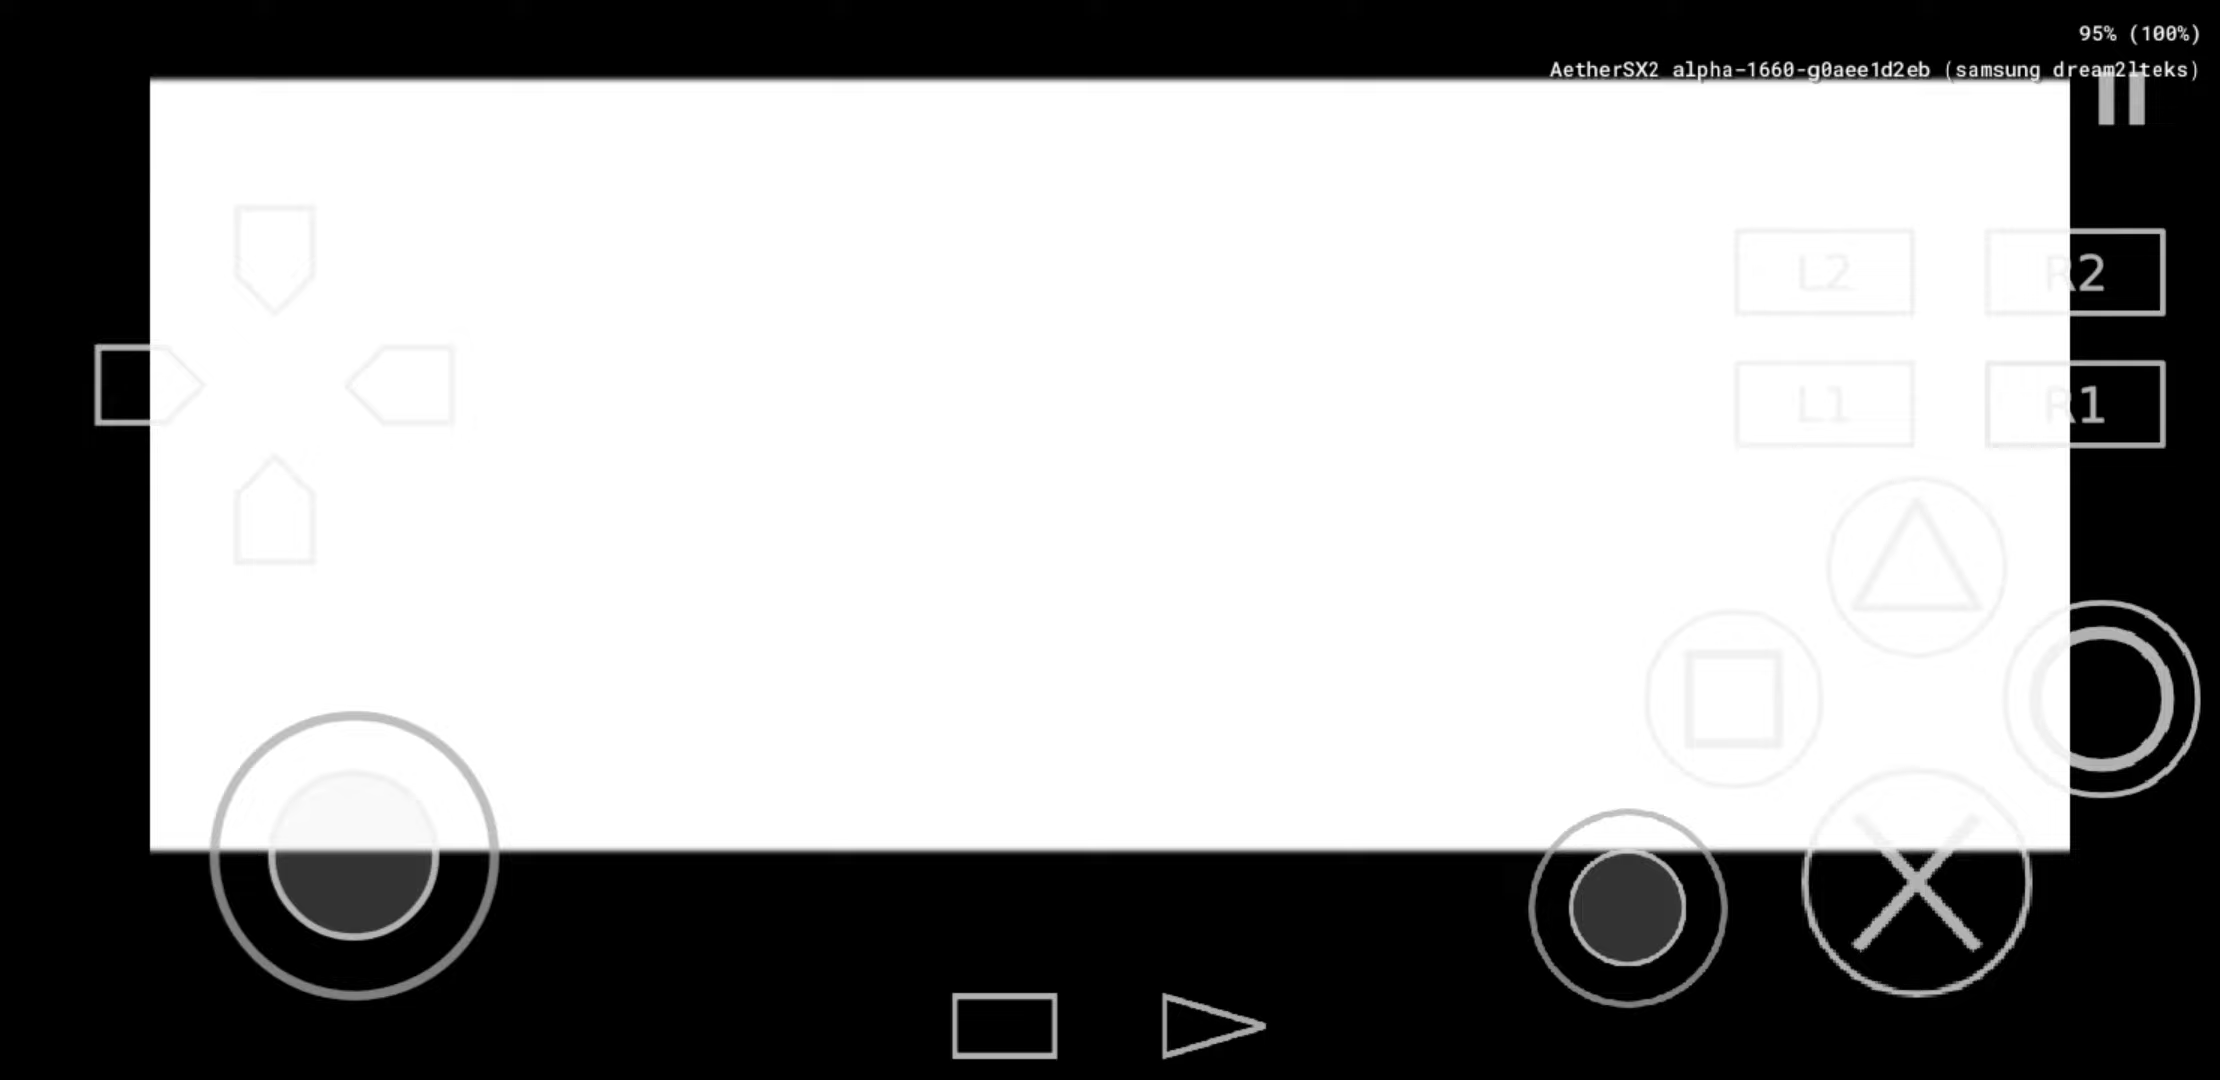 95% (100%)
AetherSX2 alpha-1660-g0aee1d2eb (samsung dream2lteks)
L2 R2
L1 R1